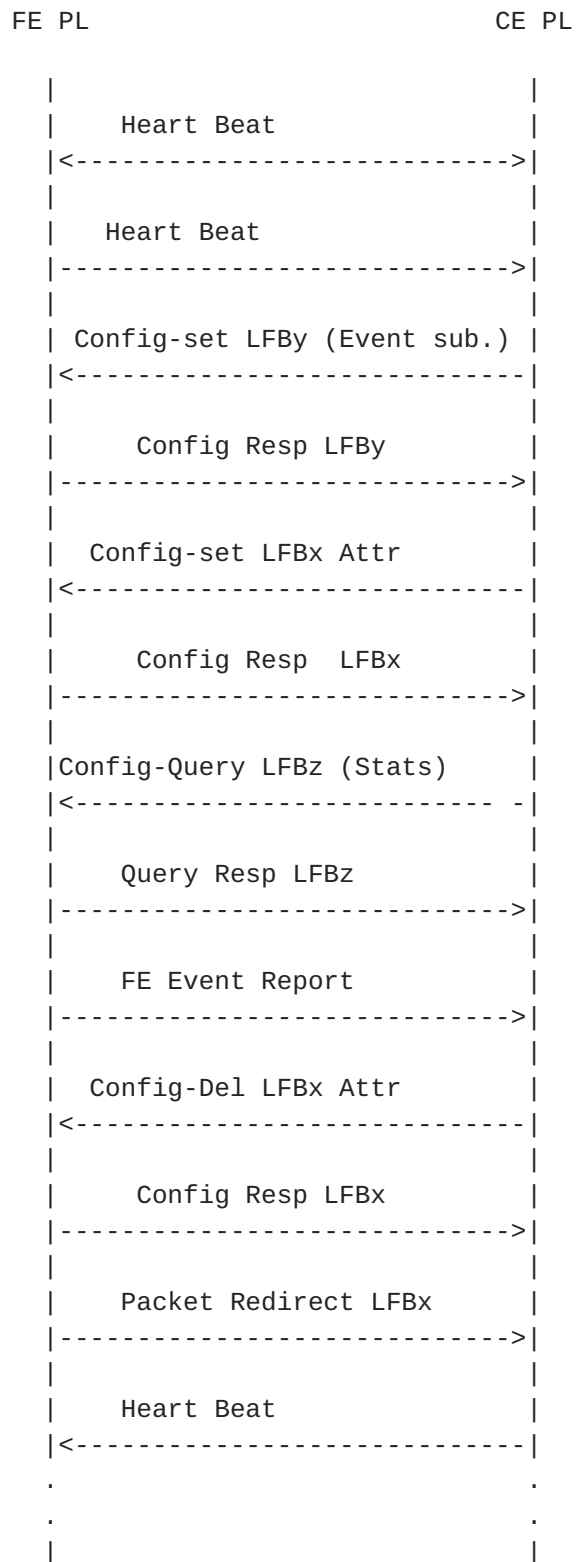 FE PL CE PL
Heart Beat
Heart Beat
Config-set LFBy (Event sub.)
Config Resp LFBy
Config-set LFBx Attr
Config Resp  LFBx
Config-Query LFBz (Stats)
Query Resp LFBz
FE Event Report
Config-Del LFBx Attr
Config Resp LFBx
Packet Redirect LFBx
Heart Beat